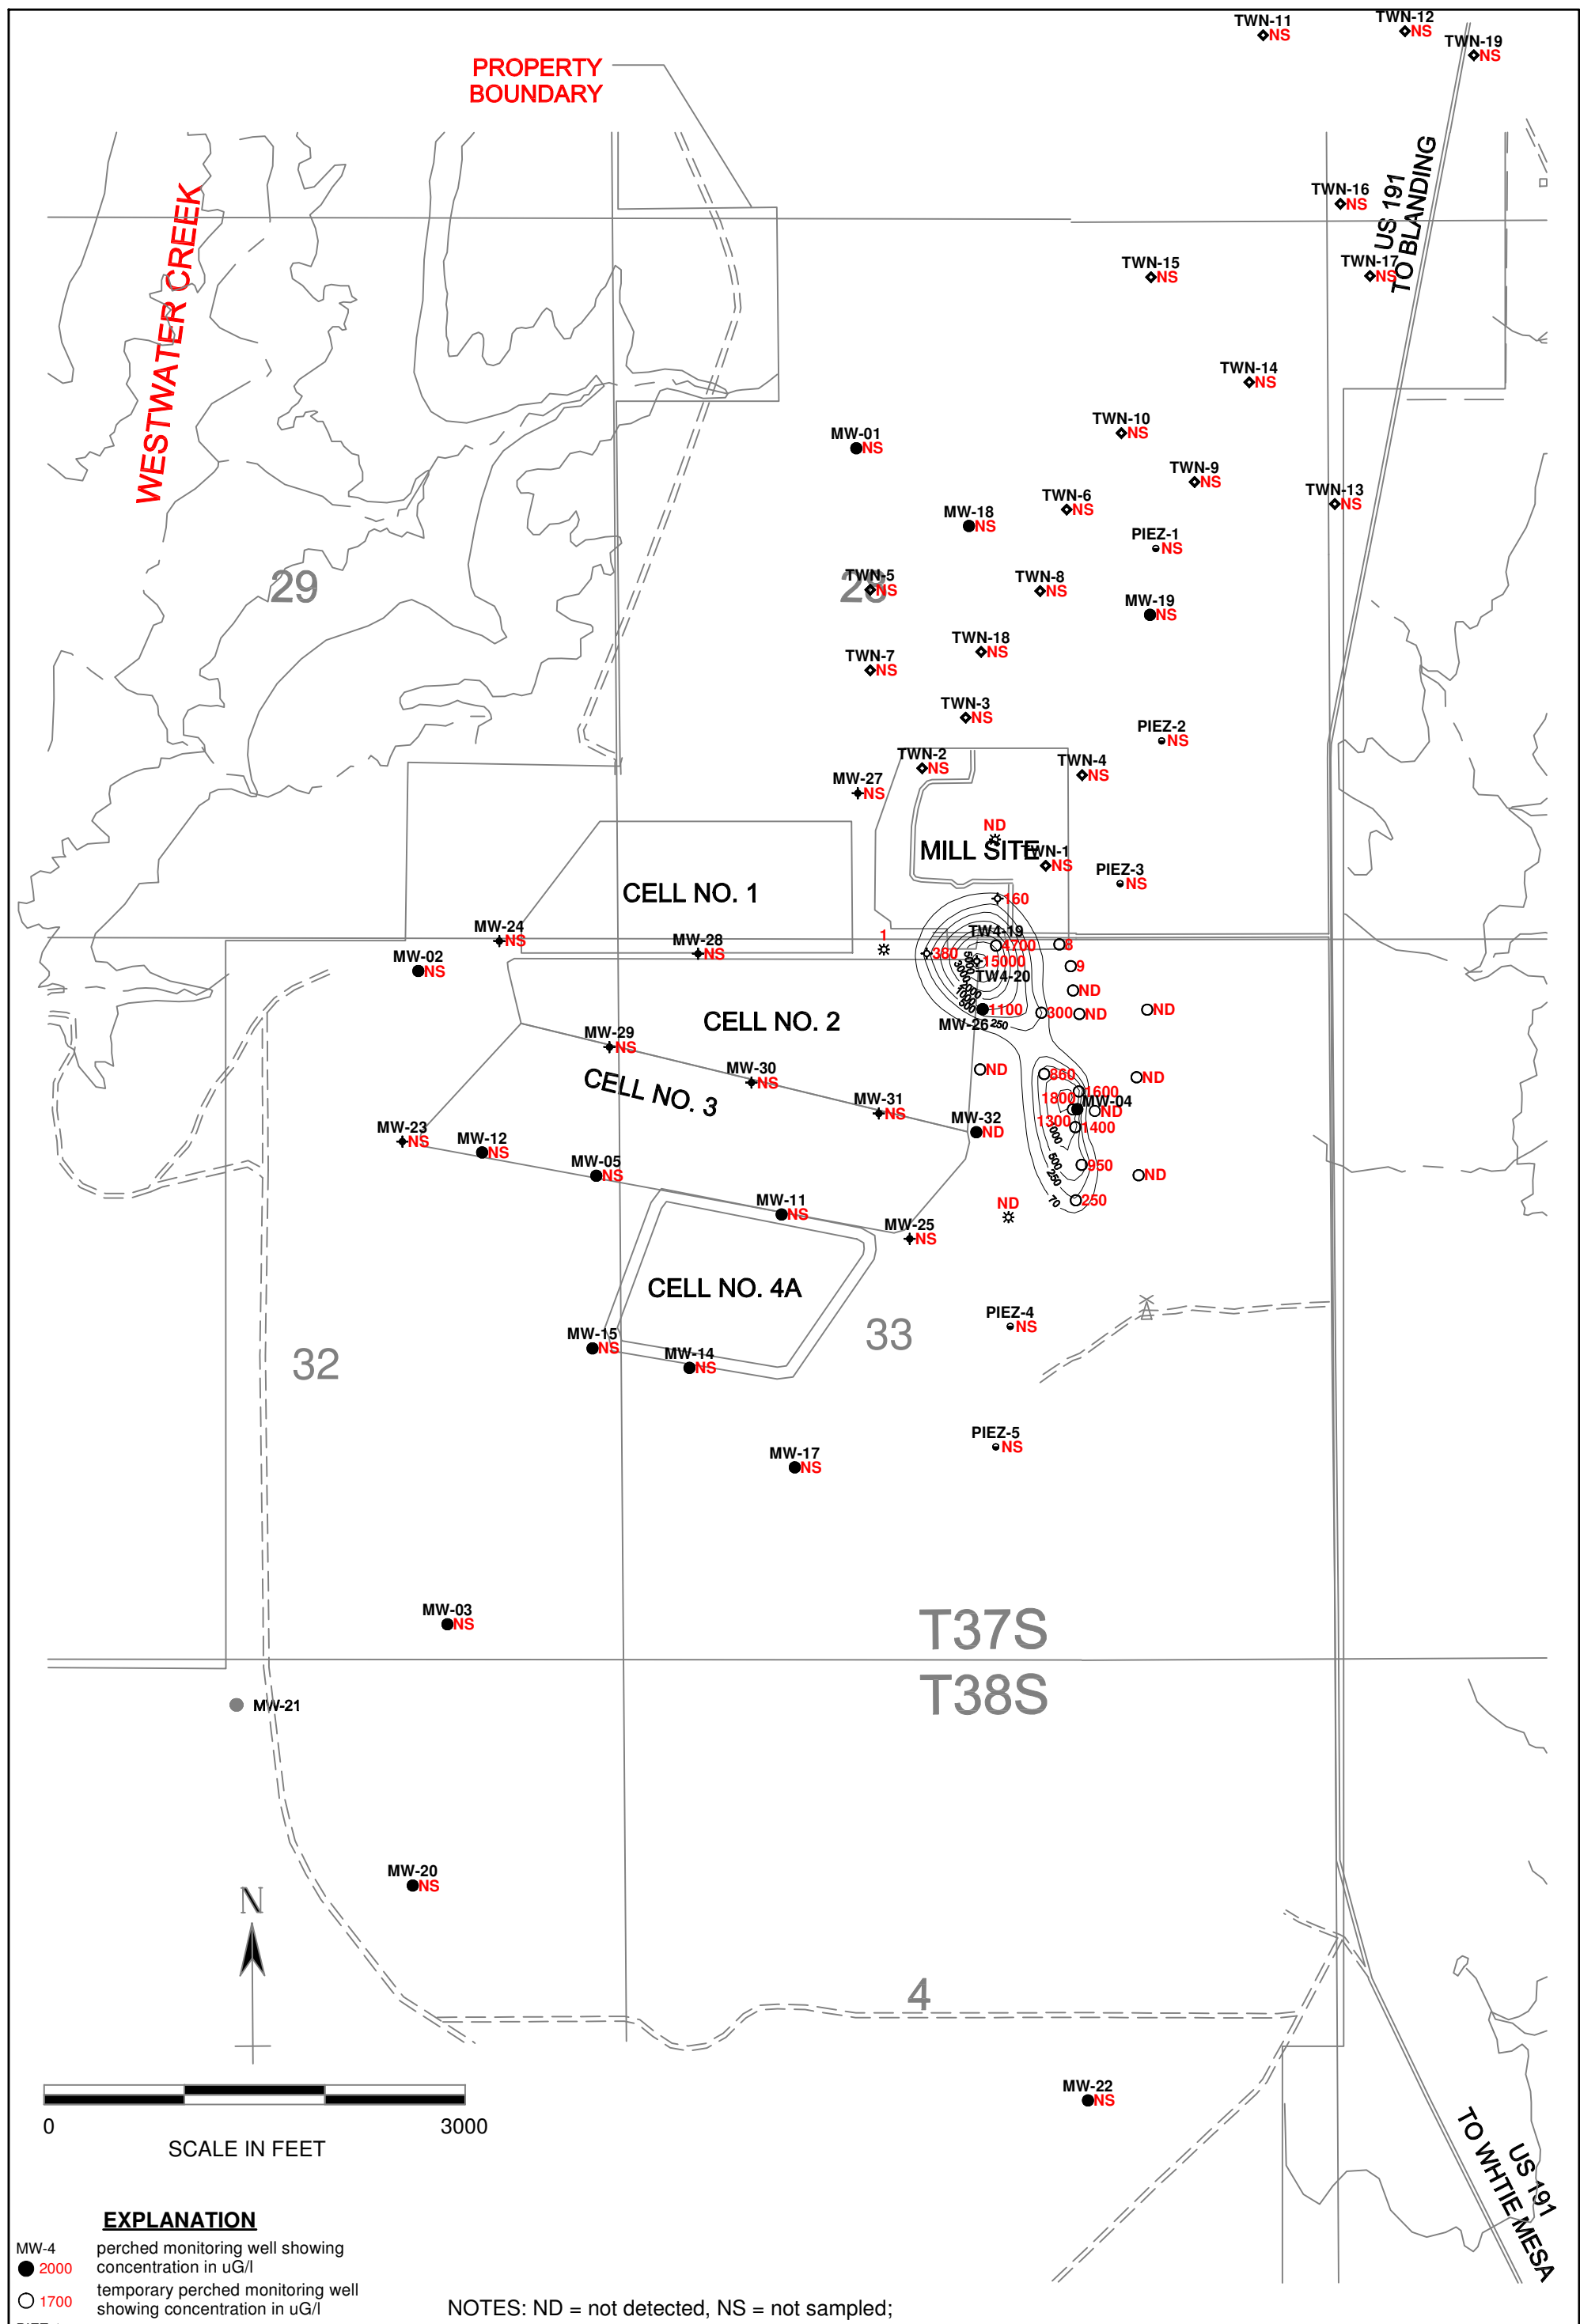 TWN-11
NS
TWN-12
NS
TWN-19
NS
PROPERTY
BOUNDARY
WESTWATER CREEK
US 191
TO BLANDING
TWN-16
NS
TWN-15
NS
TWN-17
NS
TWN-14
NS
TWN-10
NS
MW-01
NS
TWN-9
NS
TWN-6
NS
TWN-13
NS
MW-18
NS
PIEZ-1
NS
29
28
TWN-5
NS
TWN-8
NS
MW-19
NS
TWN-18
NS
TWN-7
NS
TWN-3
NS
PIEZ-2
NS
TWN-2
NS
TWN-4
NS
MW-27
NS
ND
MILL SITE
TWN-1
NS
PIEZ-3
NS
CELL NO. 1
160
MW-24
NS
MW-28
NS
1
380
TW4-19
4700
8
15000
TW4-20
9
MW-02
NS
ND
1100
MW-26
250
300
ND
ND
CELL NO. 2
MW-29
NS
MW-30
NS
CELL NO. 3
MW-31
NS
ND
860
ND
1600
1800
MW-04
ND
1300
1400
MW-32
ND
MW-23
NS
MW-12
NS
MW-05
NS
500
250
70
950
ND
250
ND
MW-11
NS
MW-25
NS
CELL NO. 4A
PIEZ-4
NS
33
32
MW-15
NS
MW-14
NS
PIEZ-5
NS
MW-17
NS
MW-03
NS
T37S
T38S
MW-21
MW-20
NS
N
4
MW-22
NS
0
3000
SCALE IN FEET
US 191
TO WHTIE MESA
EXPLANATION
MW-4
2000
perched monitoring well showing
concentration in uG/l
1700
temporary perched monitoring well
showing concentration in uG/l
NOTES: ND = not detected, NS = not sampled;